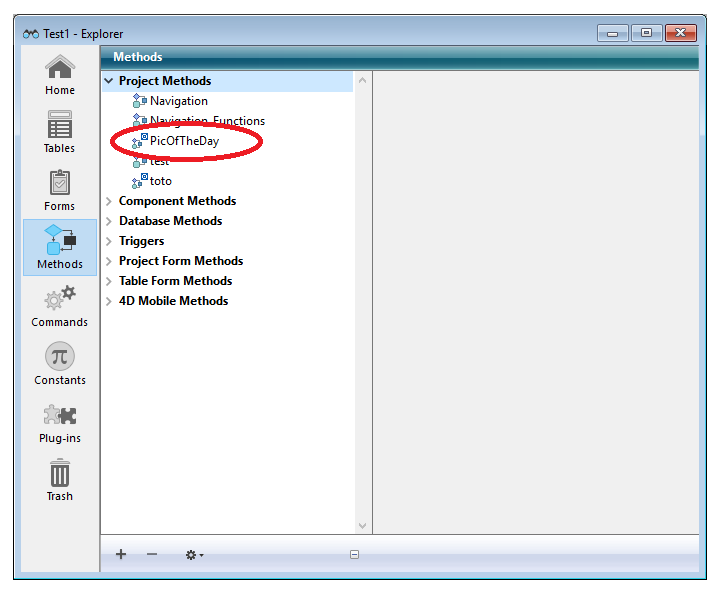 Test1 - Explorer
Home
Tables
Forms
Methods
Commands
Constants
Plug-ins
Trash
Methods
Project Methods
Navigation
Navigation_Functions
PicOfTheDay
test
toto
Component Methods
Database Methods
Triggers
Project Form Methods
Table Form Methods
4D Mobile Methods